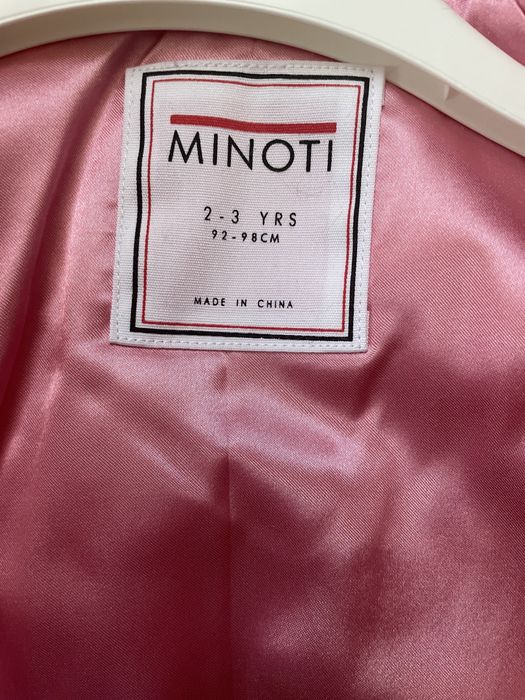 MINOTI
2 - 3 YRS
92-98CM
MADE IN CHINA